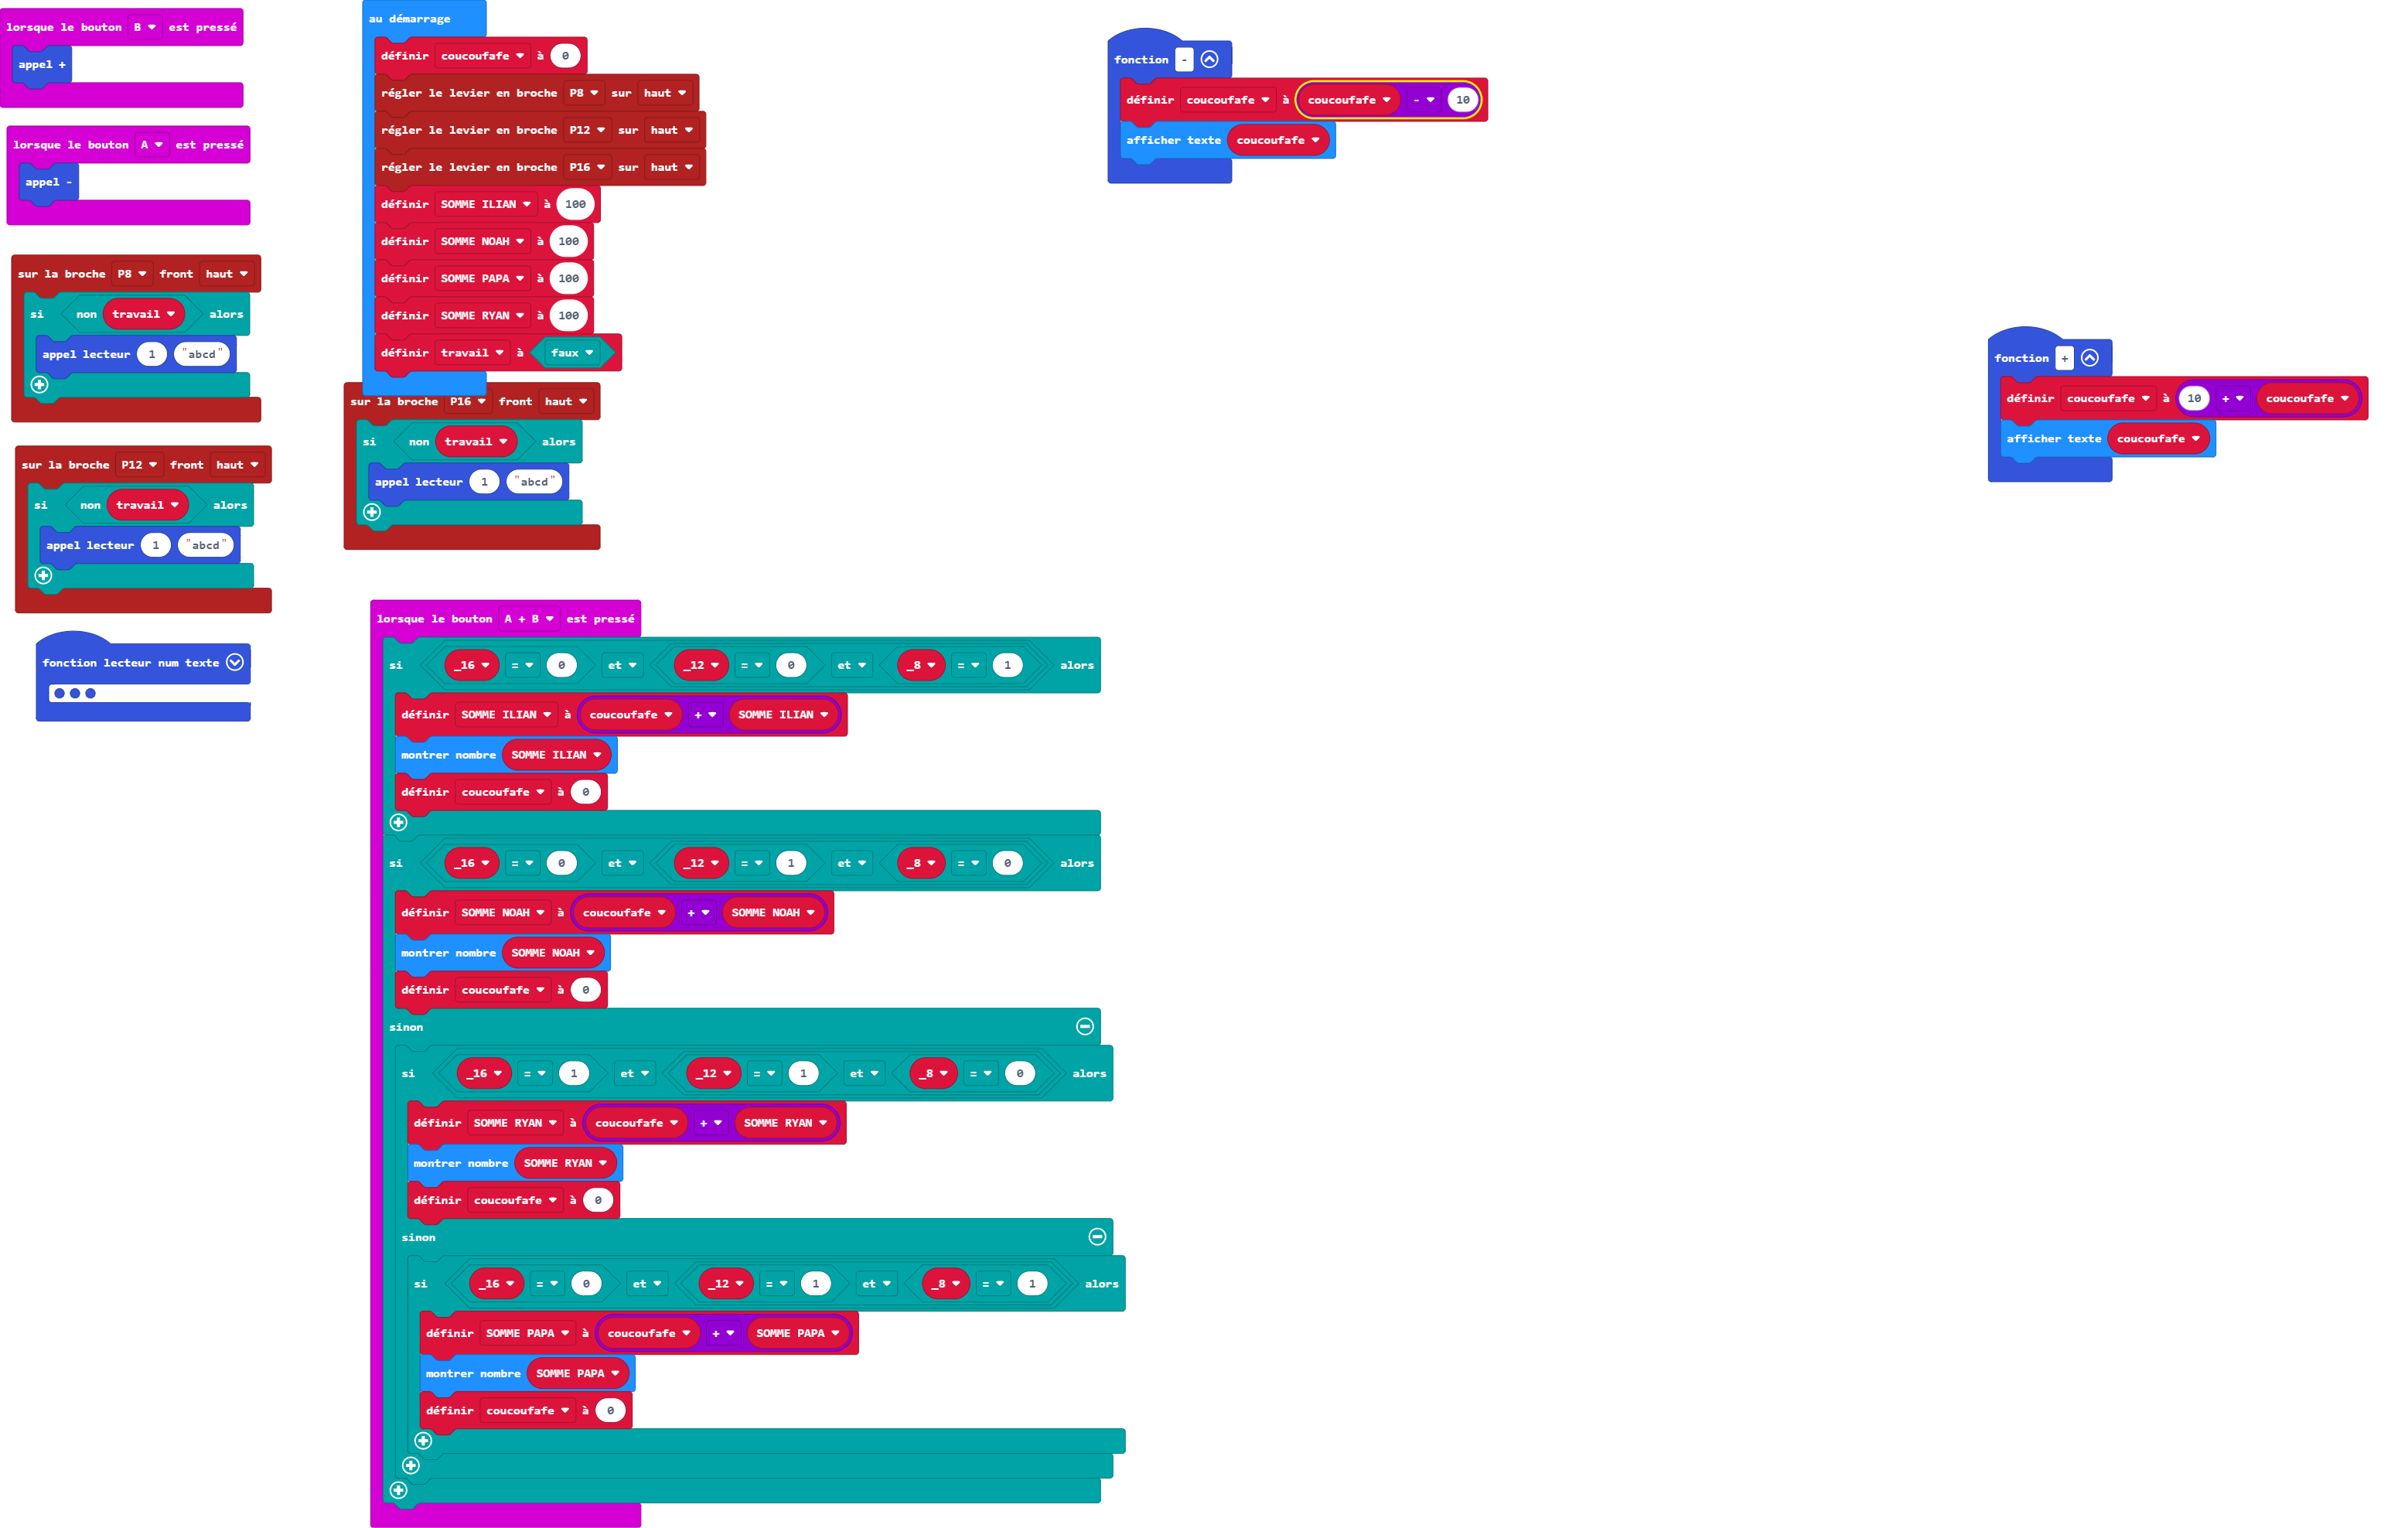 lorsque le bouton B est pressé
appel +
lorsque le bouton A est pressé
appel -
sur la broche P8 front haut
si non travail alors
appel lecteur 1 "abcd"
sur la broche P12 front haut
si non travail alors
appel lecteur 1 "abcd"
fonction lecteur num texte
au démarrage
définir coucoufafe à 0
régler le levier en broche P8 sur haut
régler le levier en broche P12 sur haut
régler le levier en broche P16 sur haut
définir SOMME ILIAN à 100
définir SOMME NOAH à 100
définir SOMME PAPA à 100
définir SOMME RYAN à 100
définir travail à faux
sur la broche P16 front haut
si non travail alors
appel lecteur 1 "abcd"
lorsque le bouton A + B est pressé
si _16 = 0 et _12 = 0 et _8 = 1 alors
définir SOMME ILIAN à coucoufafe + SOMME ILIAN
montrer nombre SOMME ILIAN
définir coucoufafe à 0
si _16 = 0 et _12 = 1 et _8 = 0 alors
définir SOMME NOAH à coucoufafe + SOMME NOAH
montrer nombre SOMME NOAH
définir coucoufafe à 0
sinon
si _16 = 1 et _12 = 1 et _8 = 0 alors
définir SOMME RYAN à coucoufafe + SOMME RYAN
montrer nombre SOMME RYAN
définir coucoufafe à 0
sinon
si _16 = 0 et _12 = 1 et _8 = 1 alors
définir SOMME PAPA à coucoufafe + SOMME PAPA
montrer nombre SOMME PAPA
définir coucoufafe à 0
fonction -
définir coucoufafe à coucoufafe - 10
afficher texte coucoufafe
fonction +
définir coucoufafe à 10 + coucoufafe
afficher texte coucoufafe